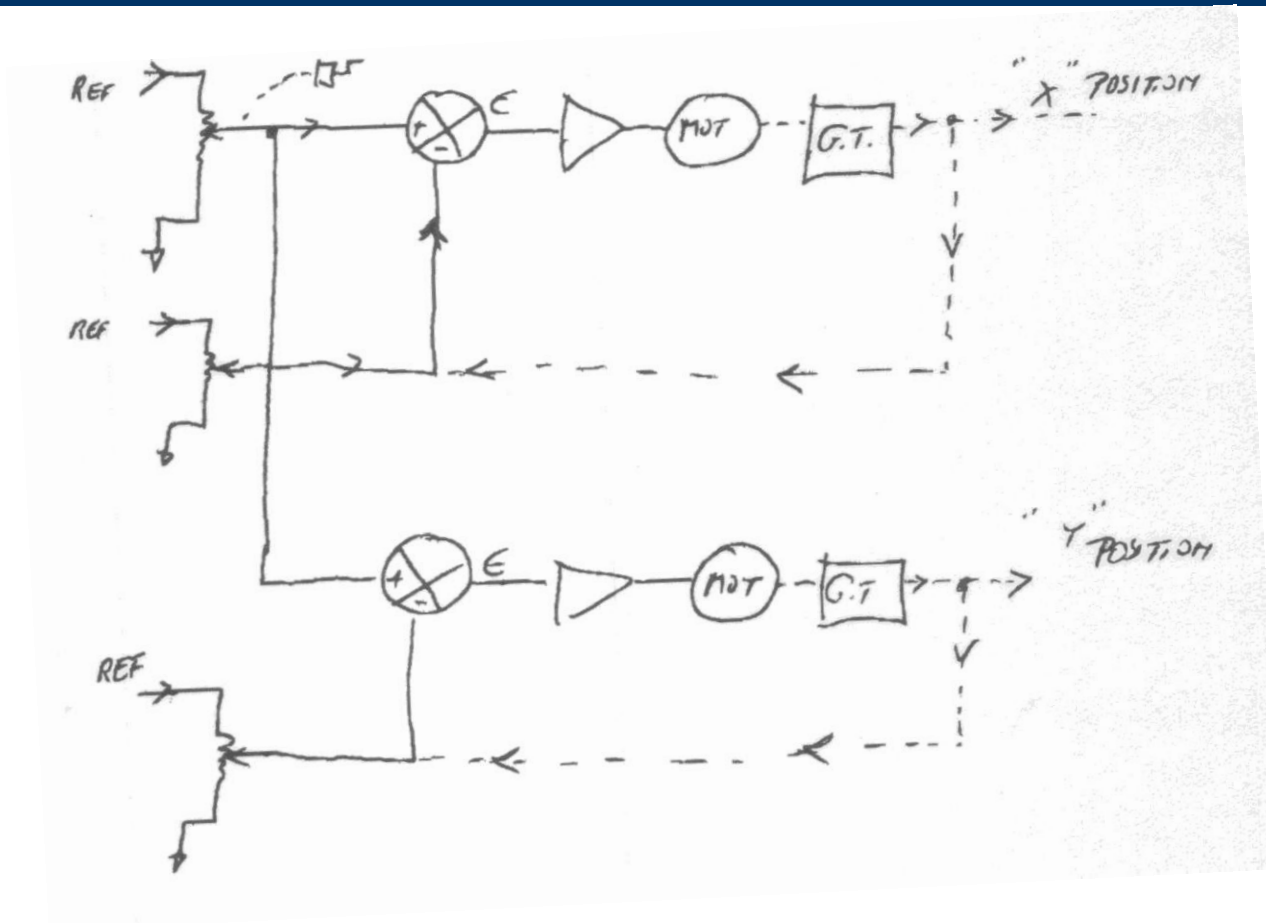 REF
+
-
ϵ
MOT
G.T.
"X" POSITION
REF
+
-
ϵ
MOT
G.T
"Y" POSITION
REF